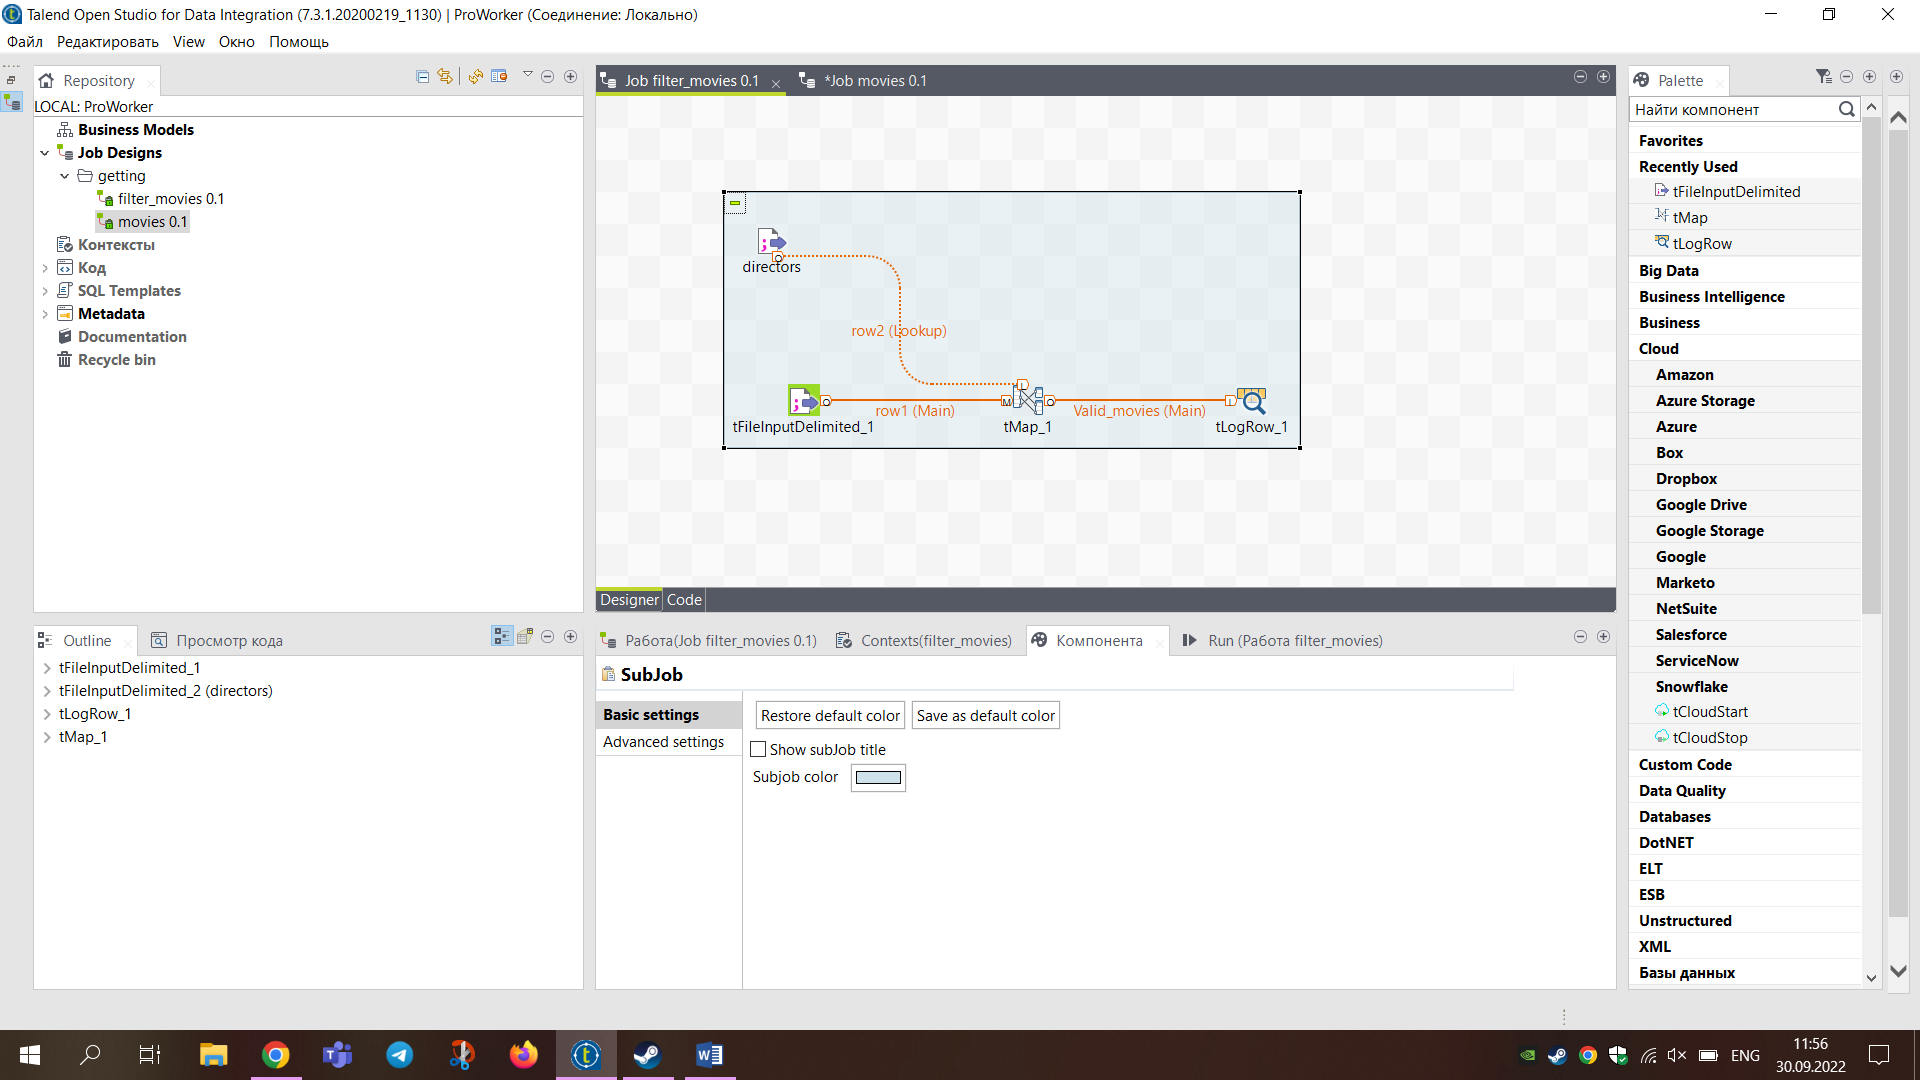 Talend Open Studio for Data Integration (7.3.1.20200219_1130) | ProWorker (Соединение: Локально)
Файл Редактировать View Окно Помощь
Repository
LOCAL: ProWorker
Business Models
Job Designs
getting
filter_movies 0.1
movies 0.1
Контексты
Код
SQL Templates
Metadata
Documentation
Recycle bin
Job filter_movies 0.1
*Job movies 0.1
directors
row2 (Lookup)
row1 (Main)
Valid_movies (Main)
tFileInputDelimited_1
tMap_1
tLogRow_1
Designer Code
Palette
Найти компонент
Favorites
Recently Used
tFileInputDelimited
tMap
tLogRow
Big Data
Business Intelligence
Business
Cloud
Amazon
Azure Storage
Azure
Box
Dropbox
Google Drive
Google Storage
Google
Marketo
NetSuite
Salesforce
ServiceNow
Snowflake
tCloudStart
tCloudStop
Custom Code
Data Quality
Databases
DotNET
ELT
ESB
Unstructured
XML
Базы данных
Outline
Просмотр кода
tFileInputDelimited_1
tFileInputDelimited_2 (directors)
tLogRow_1
tMap_1
Работа(Job filter_movies 0.1)
Contexts(filter_movies)
Компонента
Run (Работа filter_movies)
SubJob
Basic settings
Advanced settings
Restore default color
Save as default color
Show subJob title
Subjob color
ENG
11:56
30.09.2022